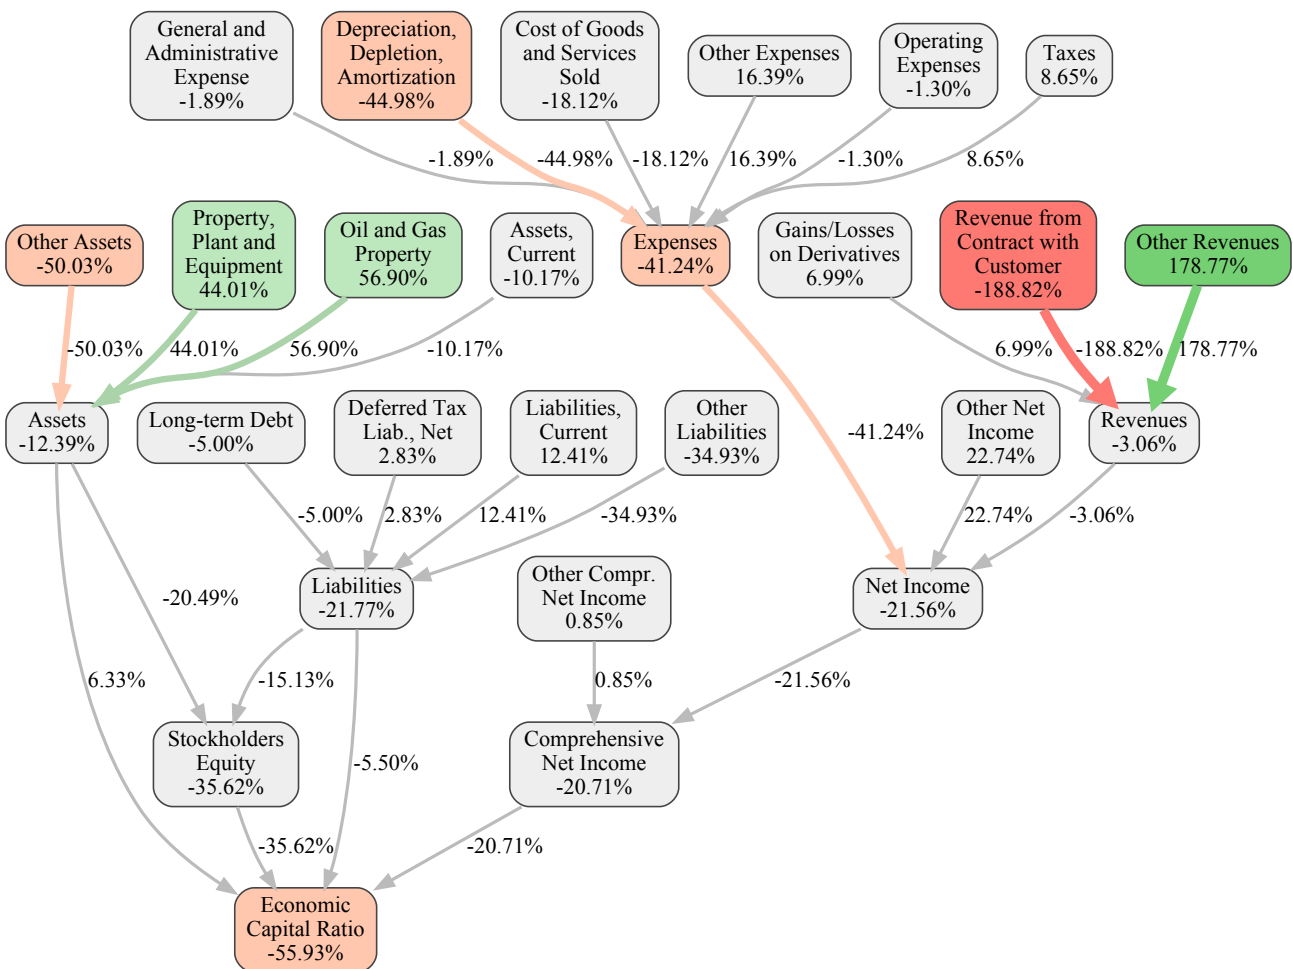 General and
Administrative
Expense
-1.89%
Depreciation,
Depletion,
Amortization
-44.98%
Cost of Goods
and Services
Sold
-18.12%
Other Expenses
16.39%
Operating
Expenses
-1.30%
Taxes
8.65%
-1.89%
-44.98%
-18.12%
16.39%
-1.30%
8.65%
Other Assets
-50.03%
Property,
Plant and
Equipment
44.01%
Oil and Gas
Property
56.90%
Assets,
Current
-10.17%
Expenses
-41.24%
Gains/Losses
on Derivatives
6.99%
Revenue from
Contract with
Customer
-188.82%
Other Revenues
178.77%
-50.03%
44.01%
56.90%
-10.17%
6.99%
-188.82%
178.77%
Assets
-12.39%
Long-term Debt
-5.00%
Deferred Tax
Liab., Net
2.83%
Liabilities,
Current
12.41%
Other
Liabilities
-34.93%
-41.24%
Other Net
Income
22.74%
Revenues
-3.06%
-5.00%
2.83%
12.41%
-34.93%
22.74%
-3.06%
-20.49%
Liabilities
-21.77%
Other Compr.
Net Income
0.85%
Net Income
-21.56%
6.33%
-15.13%
0.85%
-21.56%
Stockholders
Equity
-35.62%
-5.50%
Comprehensive
Net Income
-20.71%
-35.62%
-20.71%
Economic
Capital Ratio
-55.93%